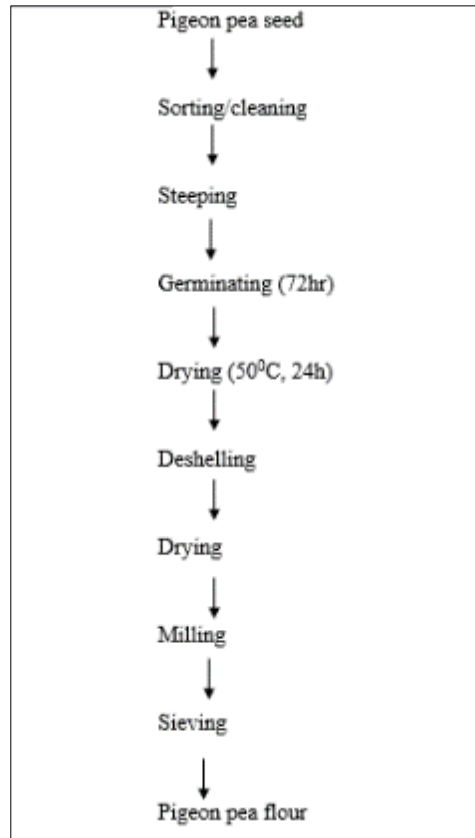 Pigeon pea seed
Sorting/cleaning
Steeping
Germinating (72hr)
Drying (50⁰C, 24h)
Deshelling
Drying
Milling
Sieving
Pigeon pea flour